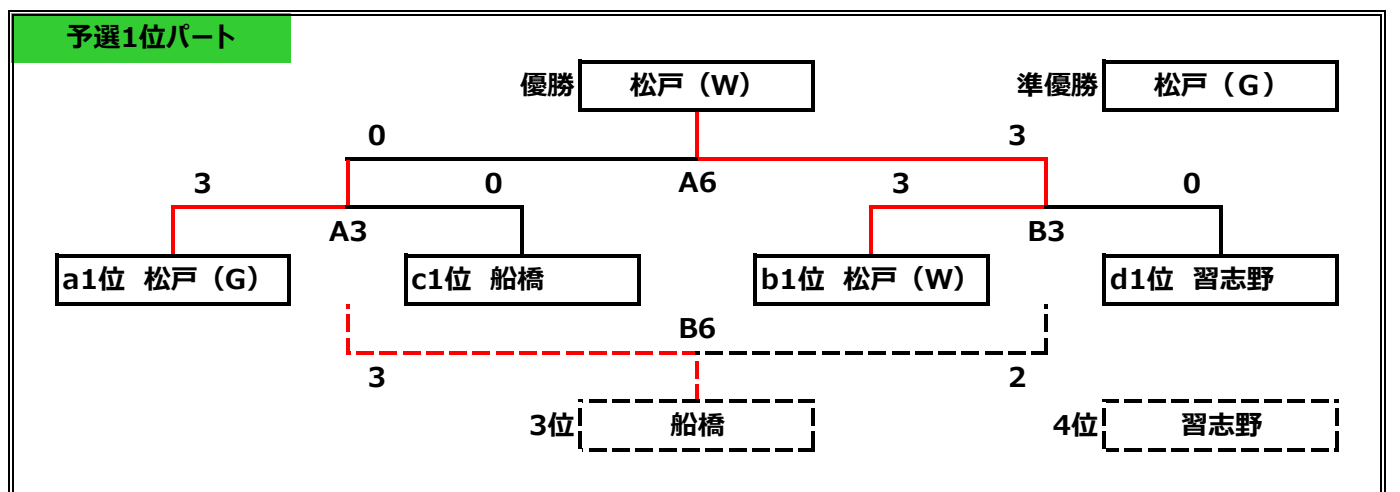 予選1位パート
優勝 松戸（W） 準優勝 松戸（G）
0 3
3 0 A6 3 0
A3 B3
a1位 松戸（G） c1位 船橋 b1位 松戸（W） d1位 習志野
B6
3 2
3位 船橋 4位 習志野